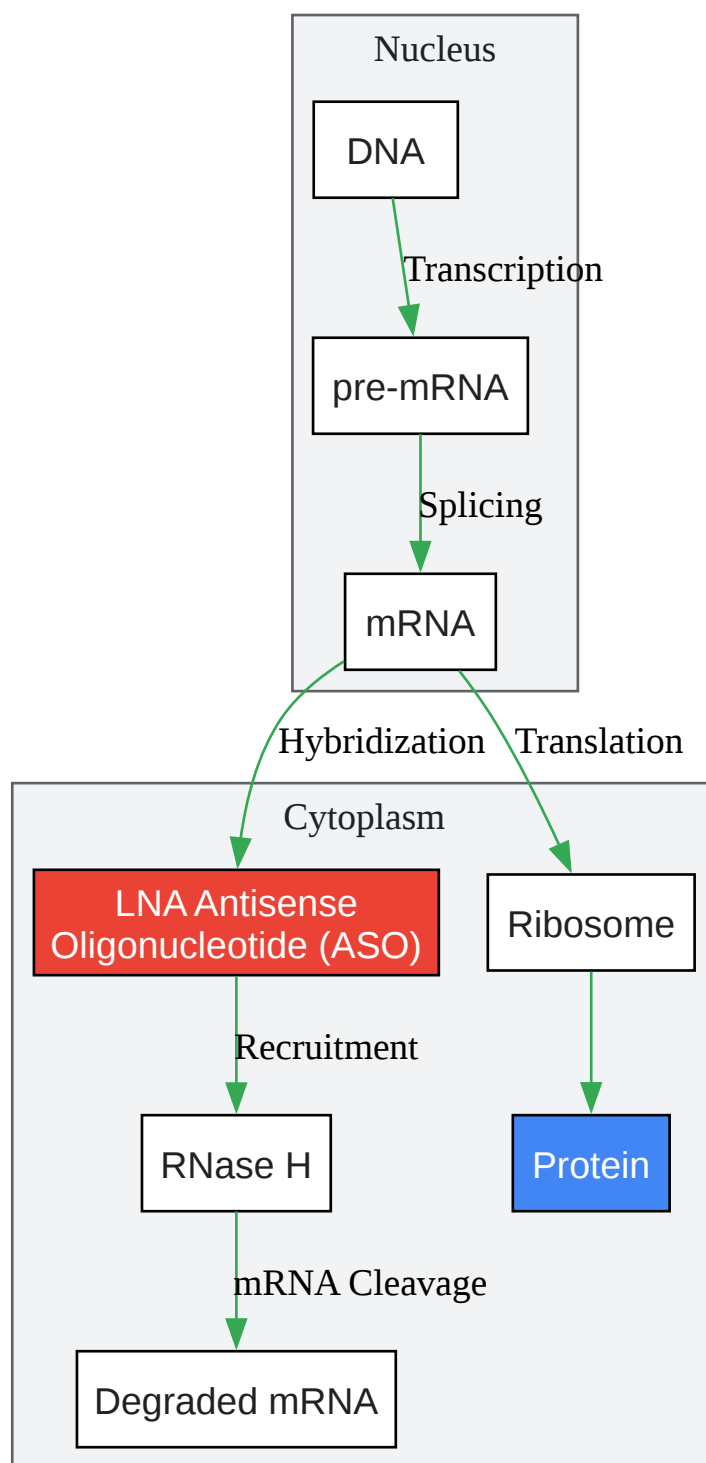 Nucleus
DNA
Transcription
pre-mRNA
Splicing
mRNA
Hybridization
Translation
Cytoplasm
LNA Antisense
Oligonucleotide (ASO)
Ribosome
Recruitment
RNase H
Protein
mRNA Cleavage
Degraded mRNA